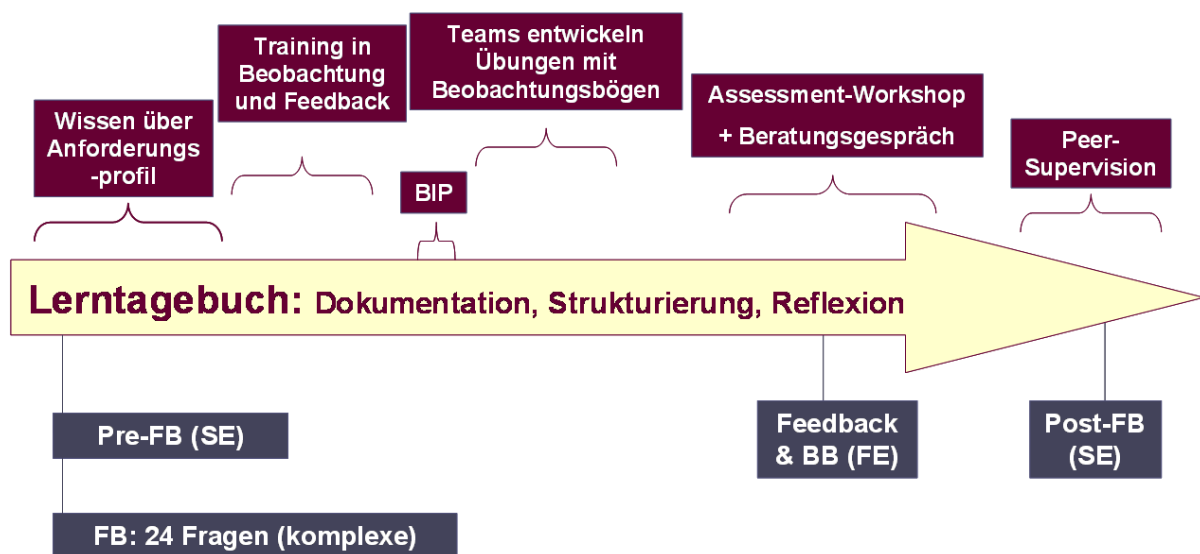 Wissen über
Anforderungs
-profil
Training in
Beobachtung
und Feedback
BIP
Teams entwickeln
Übungen mit
Beobachtungsbögen
Assessment-Workshop
+ Beratungsgespräch
Peer-
Supervision
Lerntagebuch: Dokumentation, Strukturierung, Reflexion
Pre-FB (SE)
FB: 24 Fragen (komplexe)
Feedback
& BB (FE)
Post-FB
(SE)